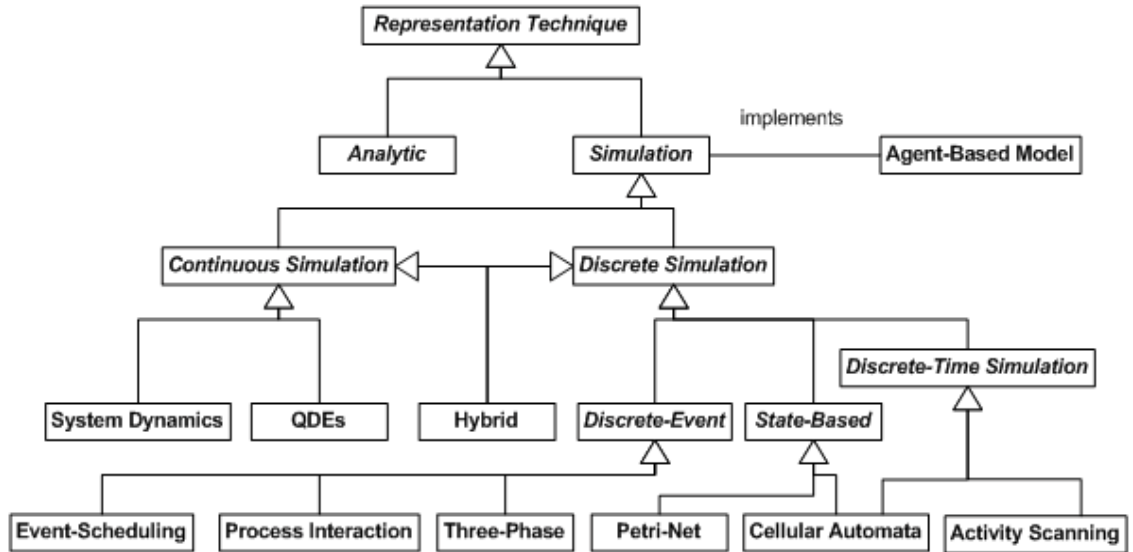 Representation Technique
implements
Analytic
Simulation
Agent-Based Model
Continuous Simulation
Discrete Simulation
Discrete-Time Simulation
System Dynamics
QDEs
Hybrid
Discrete-Event
State-Based
Event-Scheduling
Process Interaction
Three-Phase
Petri-Net
Cellular Automata
Activity Scanning